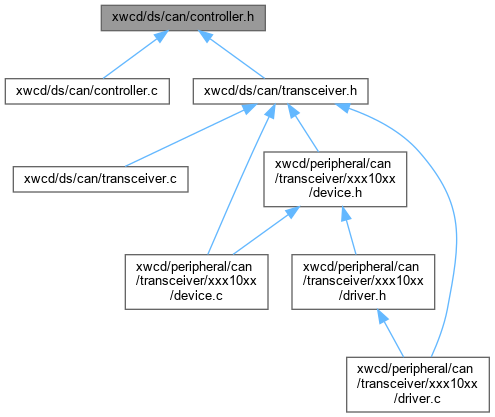 xwcd/ds/can/controller.h
xwcd/ds/can/controller.c
xwcd/ds/can/transceiver.h
xwcd/ds/can/transceiver.c
xwcd/peripheral/can
/transceiver/xxx10xx
/device.h
xwcd/peripheral/can
/transceiver/xxx10xx
/device.c
xwcd/peripheral/can
/transceiver/xxx10xx
/driver.h
xwcd/peripheral/can
/transceiver/xxx10xx
/driver.c